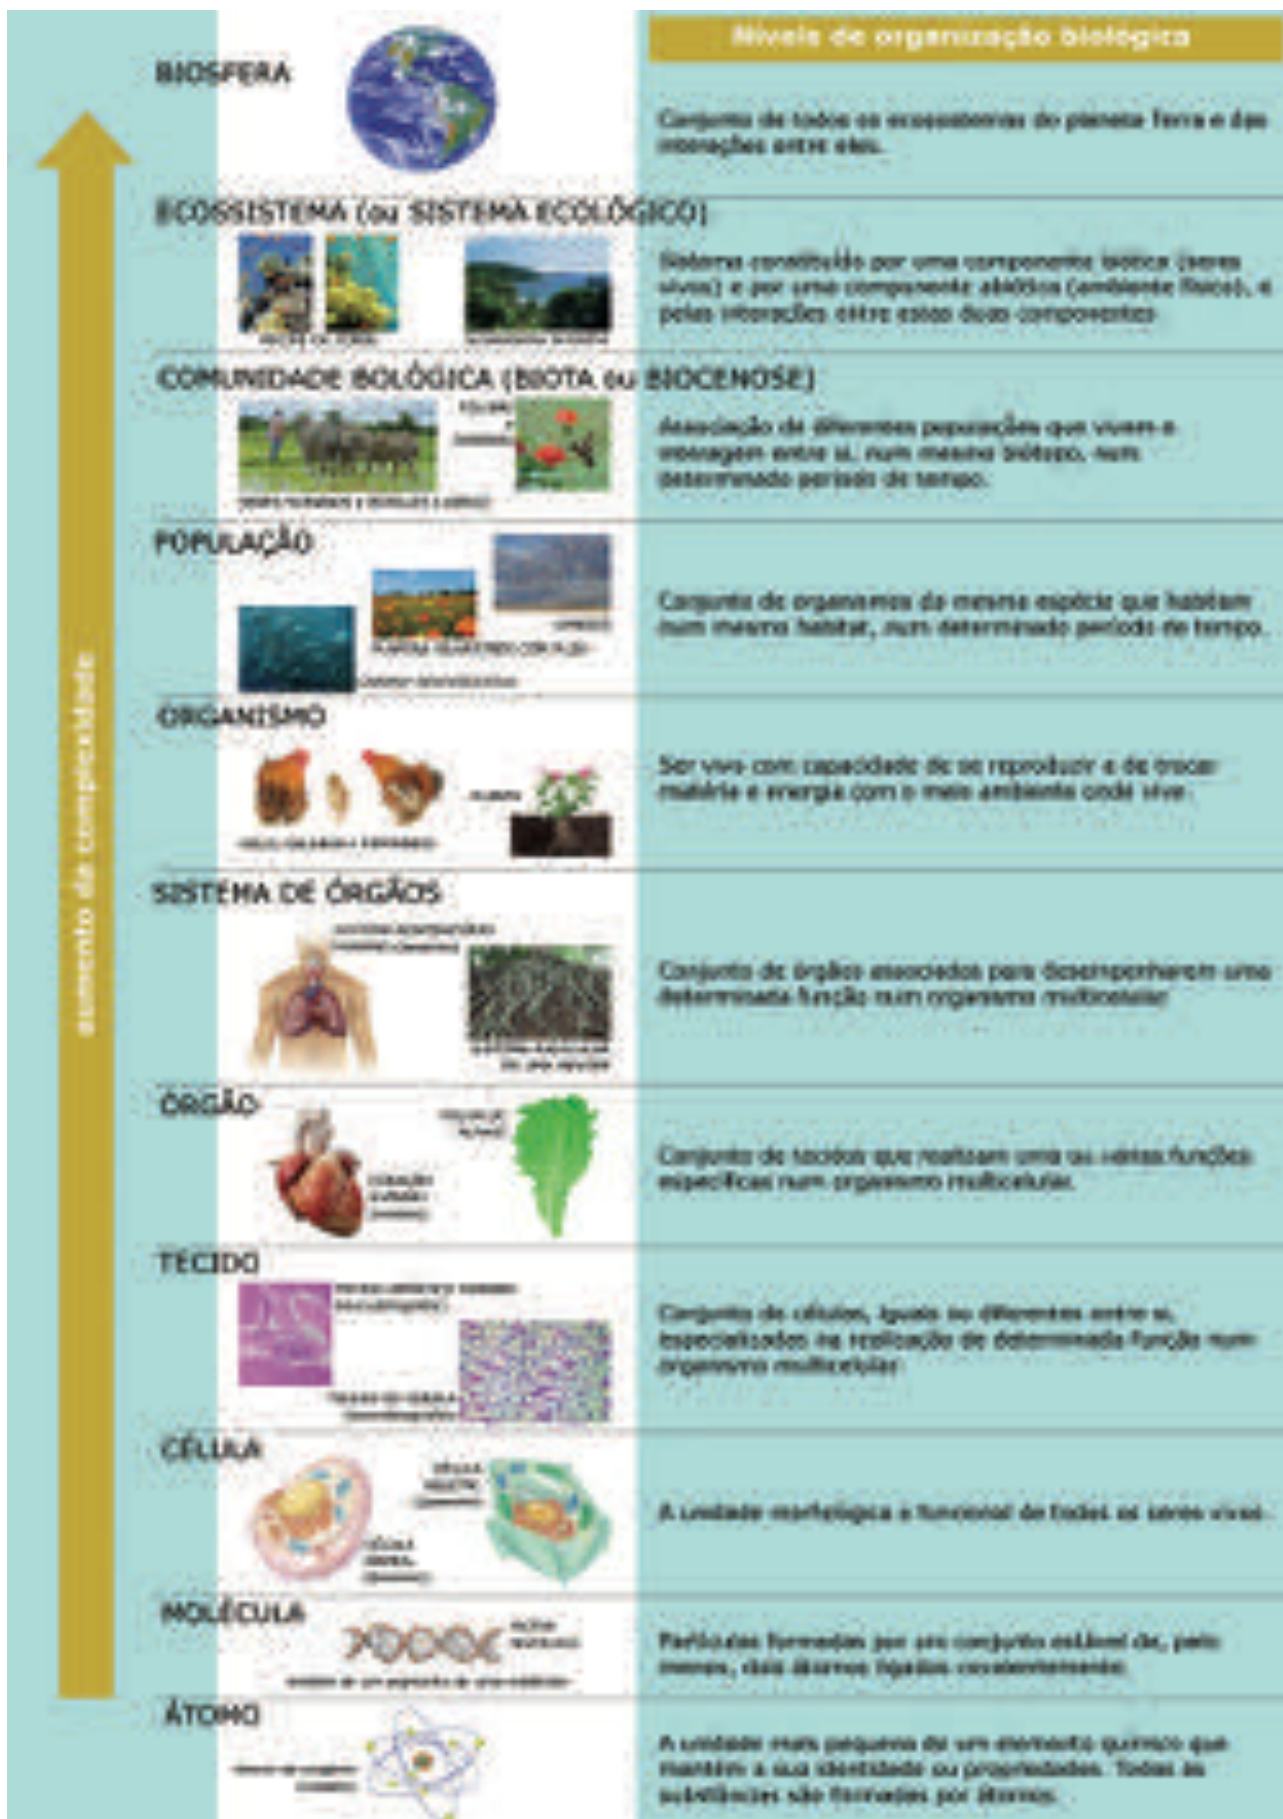 Níveis de organização biológica
BIOSFERA
Conjunto de todos os ecossistemas do planeta Terra e das
interações entre eles.
ECOSSISTEMA (ou SISTEMA ECOLÓGICO)
Sistema constituído por uma componente biótica (seres
vivos) e por uma componente abiótica (ambiente físico), e
pelas interações entre estas duas componentes
COMUNIDADE BOLÓGICA (BIOTA ou BIOCENOSE)
Associação de diferentes populações que vivem e
interagem entre si, num mesmo biótopo, num
determinado período de tempo.
POPULAÇÃO
Conjunto de organismos da mesma espécie que habitam
num mesmo habitat, num determinado período de tempo.
ORGANISMO
Ser vivo com capacidade de se reproduzir e de trocar
matéria e energia com o meio ambiente onde vive.
PLANTA
SISTEMA DE ÓRGÃOS
Conjunto de órgãos associados para desempenharem uma
determinada função num organismo multicelular
ÓRGÃO
CORAÇÃO
HUMANO
Conjunto de tecidos que realizam uma ou várias funções
específicas num organismo multicelular.
TECIDO
Conjunto de células, iguais ou diferentes entre si,
especializadas na realização de determinada função num
organismo multicelular
CÉLULA
CÉLULA
VEGETAL
CÉLULA
ANIMAL
A unidade morfológica e funcional de todos os seres vivos.
MOLÉCULA
Partículas formadas por um conjunto estável de, pelo
menos, dois átomos ligados covalentemente.
ÁTOMO
A unidade mais pequena de um elemento químico que
mantém a sua identidade ou propriedades. Todas as
substâncias são formadas por átomos.
aumento da complexidade